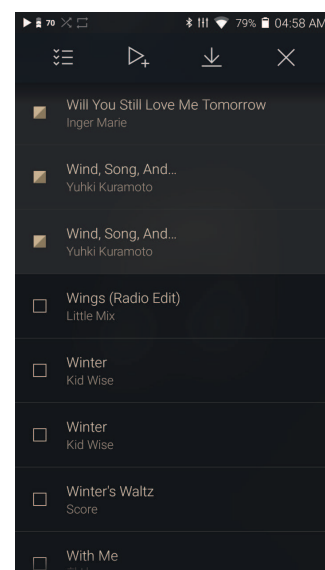 70 79% 04:58 AM
Will You Still Love Me Tomorrow
Inger Marie
Wind, Song, And...
Yuhki Kuramoto
Wind, Song, And...
Yuhki Kuramoto
Wings (Radio Edit)
Little Mix
Winter
Kid Wise
Winter
Kid Wise
Winter's Waltz
Score
With Me